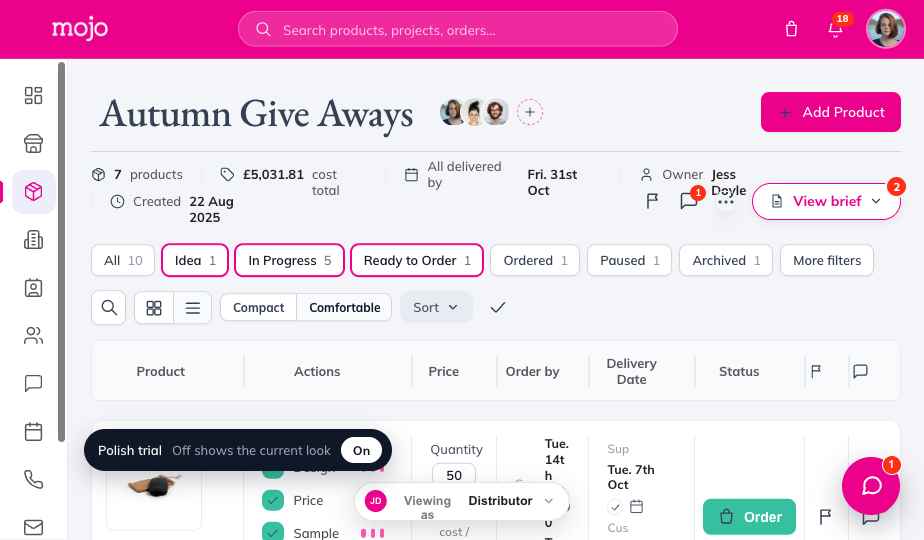 mojo
Search products, projects, orders...
18
Autumn Give Aways
Add Product
7 products
£5,031.81 cost total
All delivered by
Fri. 31st Oct
Owner Jess Doyle
Created 22 Aug 2025
1
View brief
2
All 10
Idea 1
In Progress 5
Ready to Order 1
Ordered 1
Paused 1
Archived 1
More filters
Compact
Comfortable
Sort
Product
Actions
Price
Order by
Delivery Date
Status
Polish trial
Off shows the current look
On
Price
Sample
Quantity
50
cost /
Tue.
14t
h
Sup
Tue. 7th Oct
Cus
Order
JD
Viewing as
Distributor
1